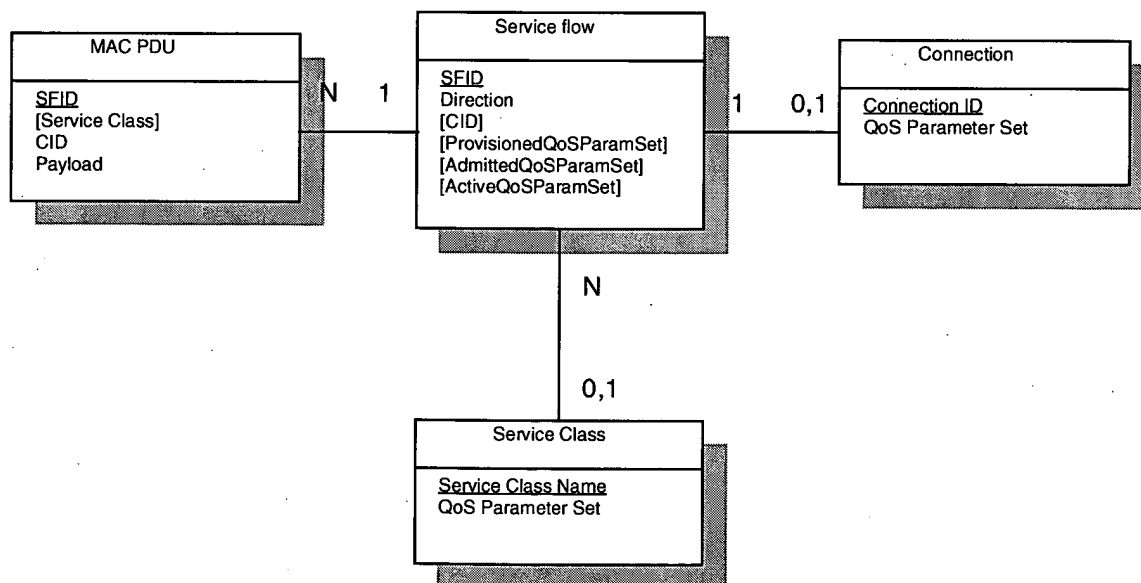 MAC PDU
SFID
[Service Class]
CID
Payload
N
1
Service flow
SFID
Direction
[CID]
[ProvisionedQoSParamSet]
[AdmittedQoSParamSet]
[ActiveQoSParamSet]
1
0,1
Connection
Connection ID
QoS Parameter Set
N
0,1
Service Class
Service Class Name
QoS Parameter Set